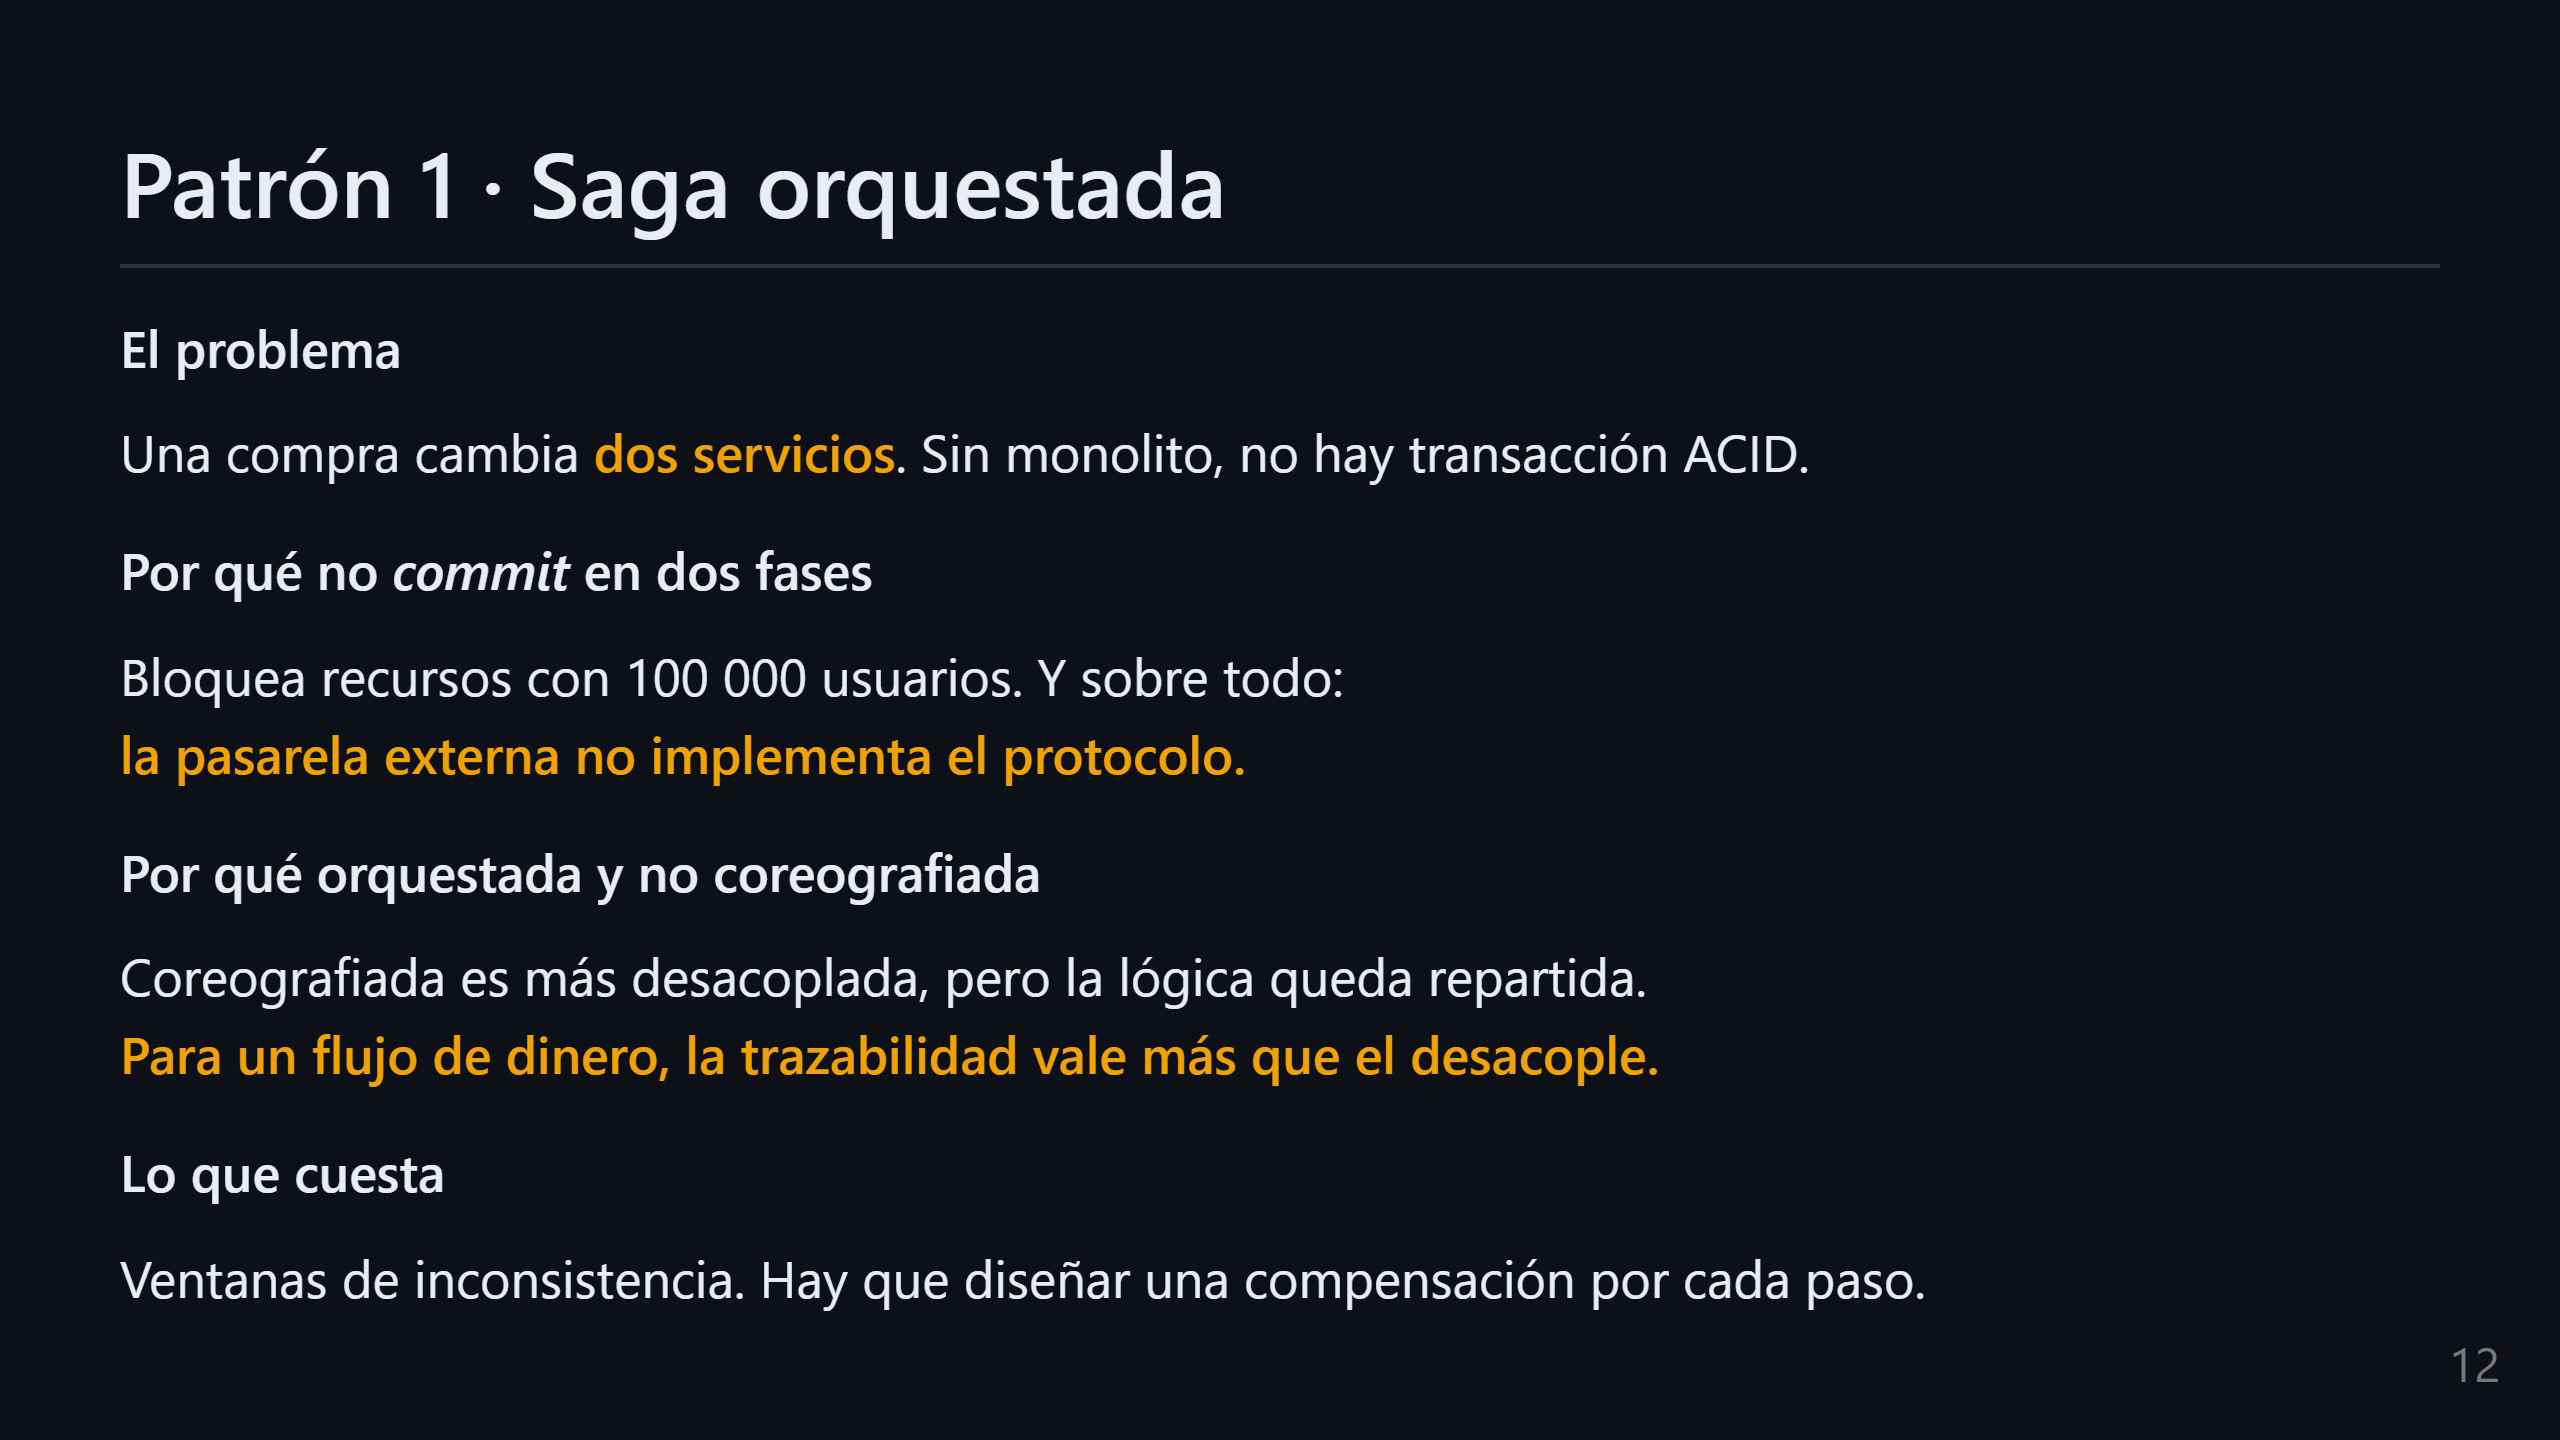 Patrón 1 · Saga orquestada
El problema
Una compra cambia dos servicios. Sin monolito, no hay transacción ACID.
Por qué no commit en dos fases
Bloquea recursos con 100 000 usuarios. Y sobre todo:
la pasarela externa no implementa el protocolo.
Por qué orquestada y no coreografiada
Coreografiada es más desacoplada, pero la lógica queda repartida.
Para un flujo de dinero, la trazabilidad vale más que el desacople.
Lo que cuesta
Ventanas de inconsistencia. Hay que diseñar una compensación por cada paso.
12